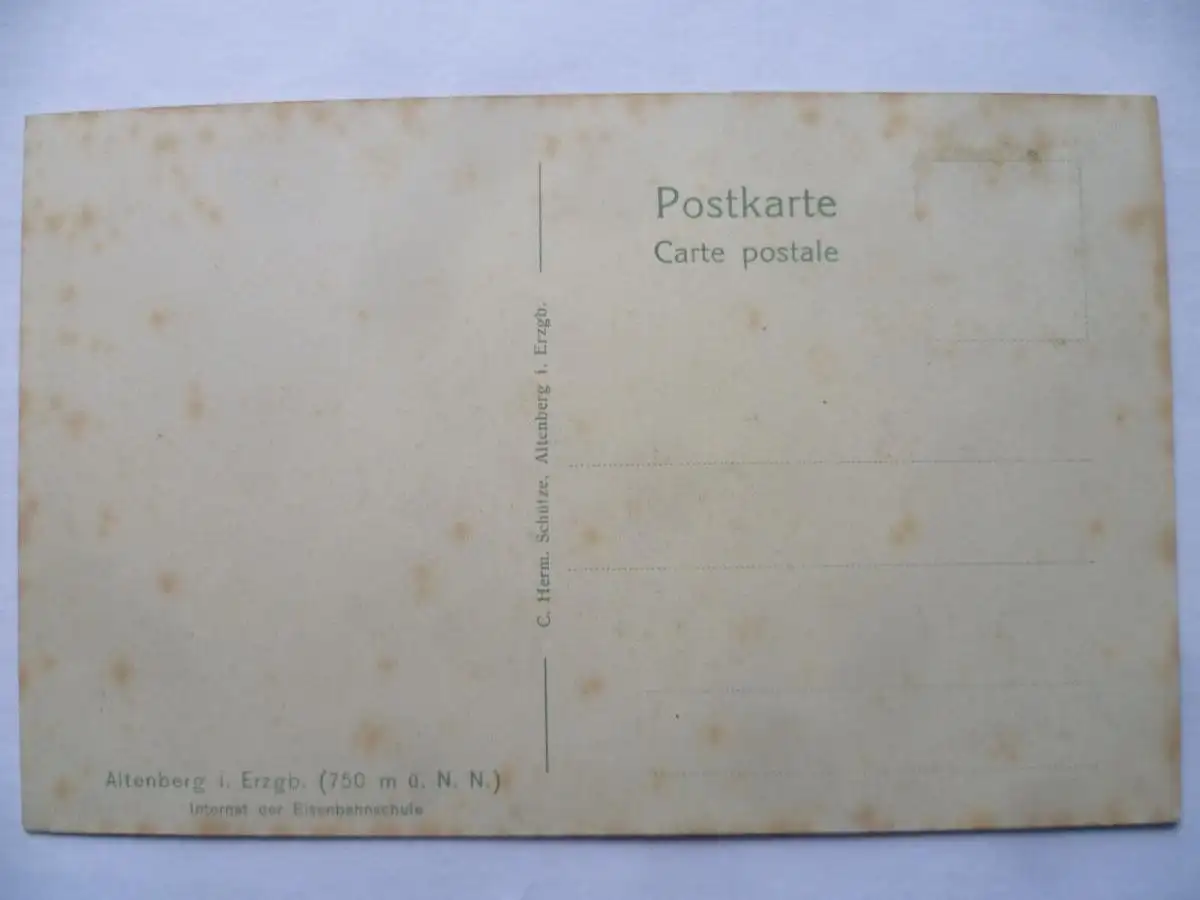 Postkarte
Carte postale
C. Herm. Schütze, Altenberg i. Erzgb.
Altenberg i. Erzgb. (750 m ü. N. N.)
Internat der Eisenbahnschule